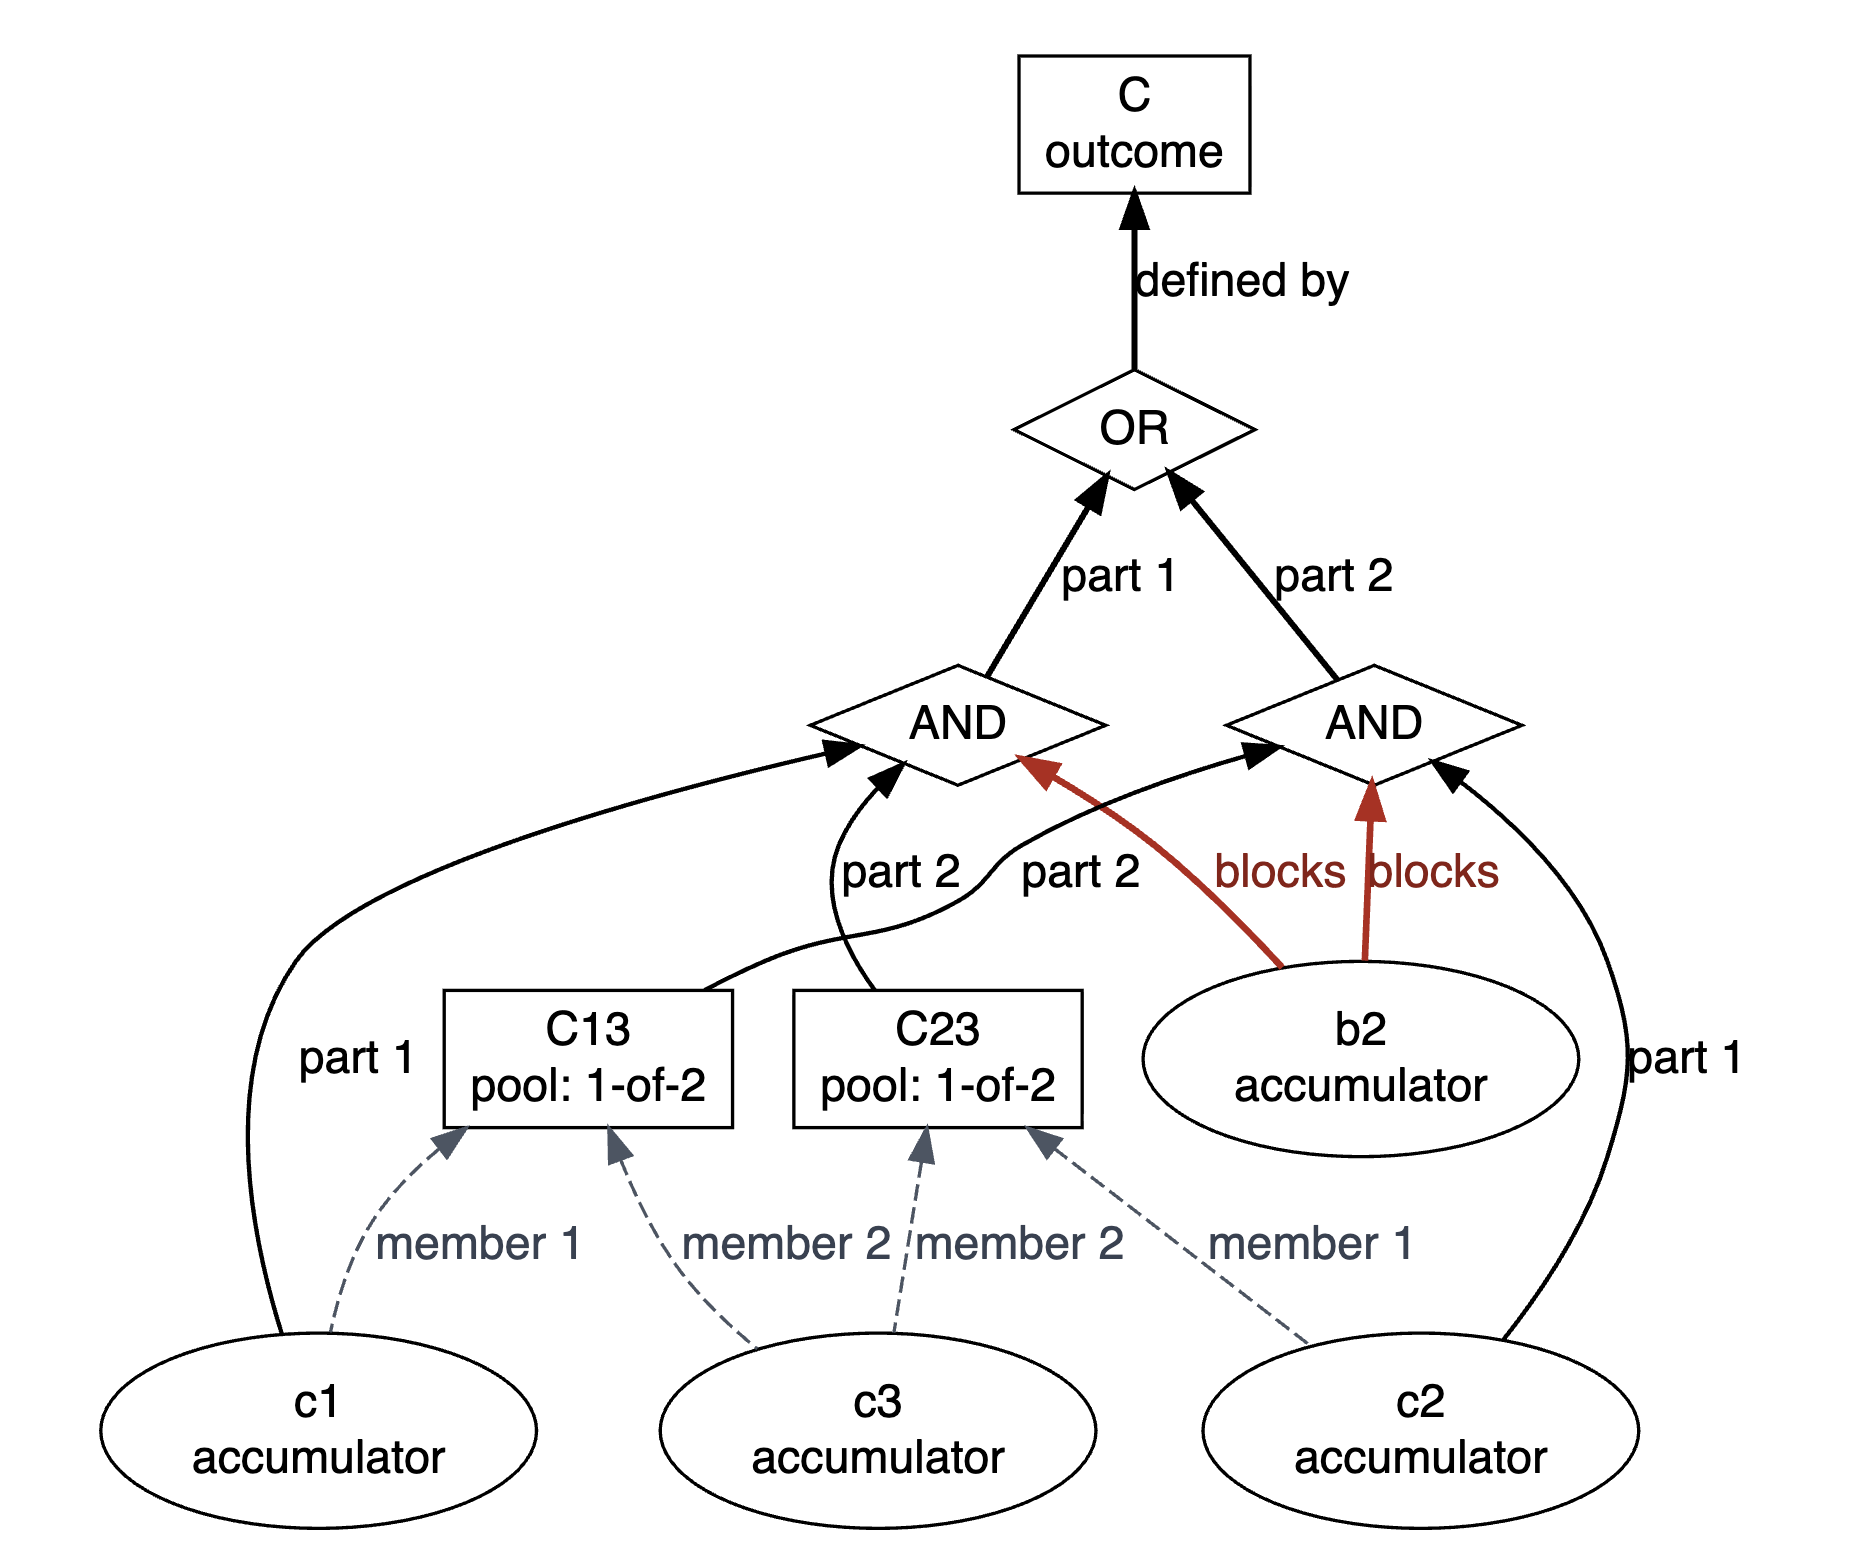 C
outcome
defined by
OR
part 1
part 2
AND
AND
part 2
part 2
blocks
blocks
part 1
C13
pool: 1-of-2
C23
pool: 1-of-2
b2
accumulator
part 1
member 1
member 2
member 2
member 1
c1
accumulator
c3
accumulator
c2
accumulator